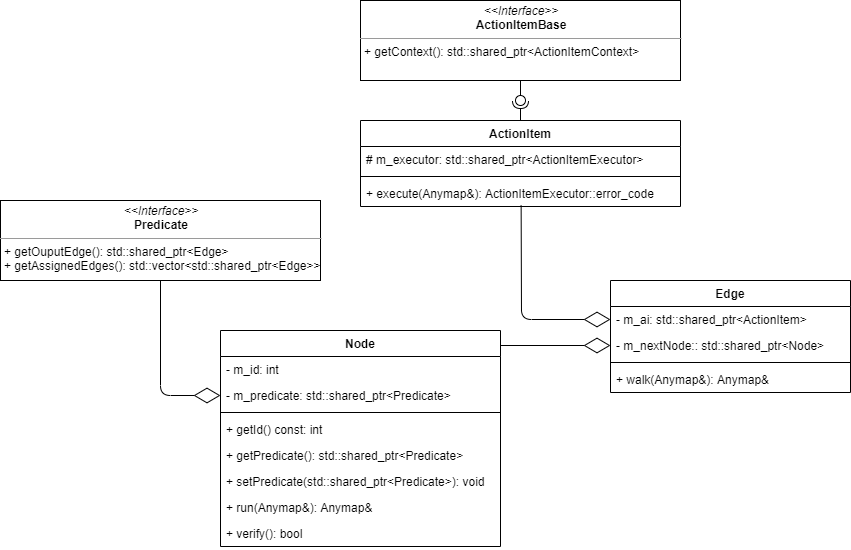 <<Interface>>
ActionItemBase
+ getContext(): std::shared_ptr<ActionItemContext>
ActionItem
# m_executor: std::shared_ptr<ActionItemExecutor>
+ execute(Anymap&): ActionItemExecutor::error_code
<<Interface>>
Predicate
+ getOuputEdge(): std::shared_ptr<Edge>
+ getAssignedEdges(): std::vector<std::shared_ptr<Edge>>
Edge
- m_ai: std::shared_ptr<ActionItem>
- m_nextNode:: std::shared_ptr<Node>
+ walk(Anymap&): Anymap&
Node
- m_id: int
- m_predicate: std::shared_ptr<Predicate>
+ getId() const: int
+ getPredicate(): std::shared_ptr<Predicate>
+ setPredicate(std::shared_ptr<Predicate>): void
+ run(Anymap&): Anymap&
+ verify(): bool